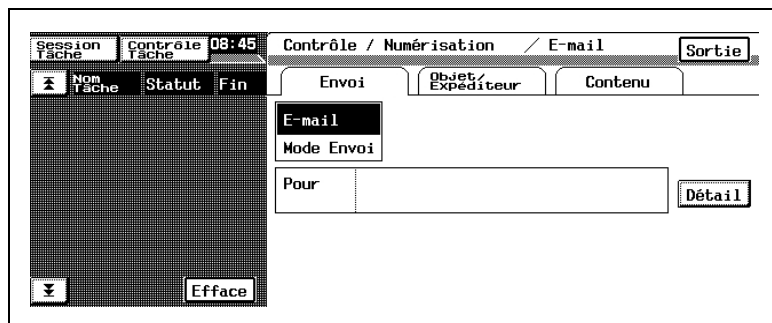 Session Tâche
Contrôle Tâche
08:45
Contrôle / Numérisation / E-mail
Sortie
Nom Tâche
Statut
Fin
Envoi
Objet/ Expéditeur
Contenu
E-mail
Mode Envoi
Pour
Détail
Efface